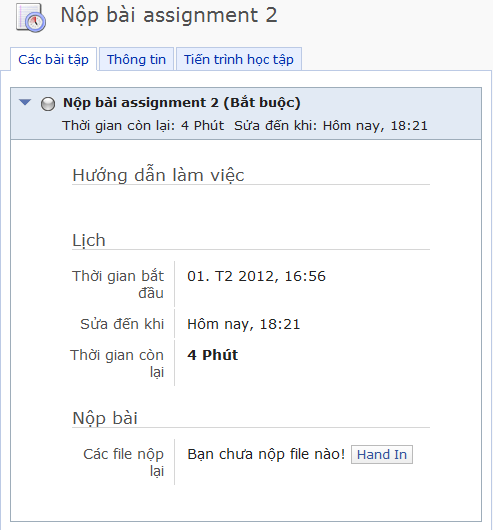 Nộp bài assignment 2
Các bài tập Thông tin Tiến trình học tập
Nộp bài assignment 2 (Bắt buộc)
Thời gian còn lại: 4 Phút Sửa đến khi: Hôm nay, 18:21
Hướng dẫn làm việc
Lịch
Thời gian bắt
đầu
01. T2 2012, 16:56
Sửa đến khi
Hôm nay, 18:21
Thời gian còn
lại
4 Phút
Nộp bài
Các file nộp
lại
Bạn chưa nộp file nào! Hand In